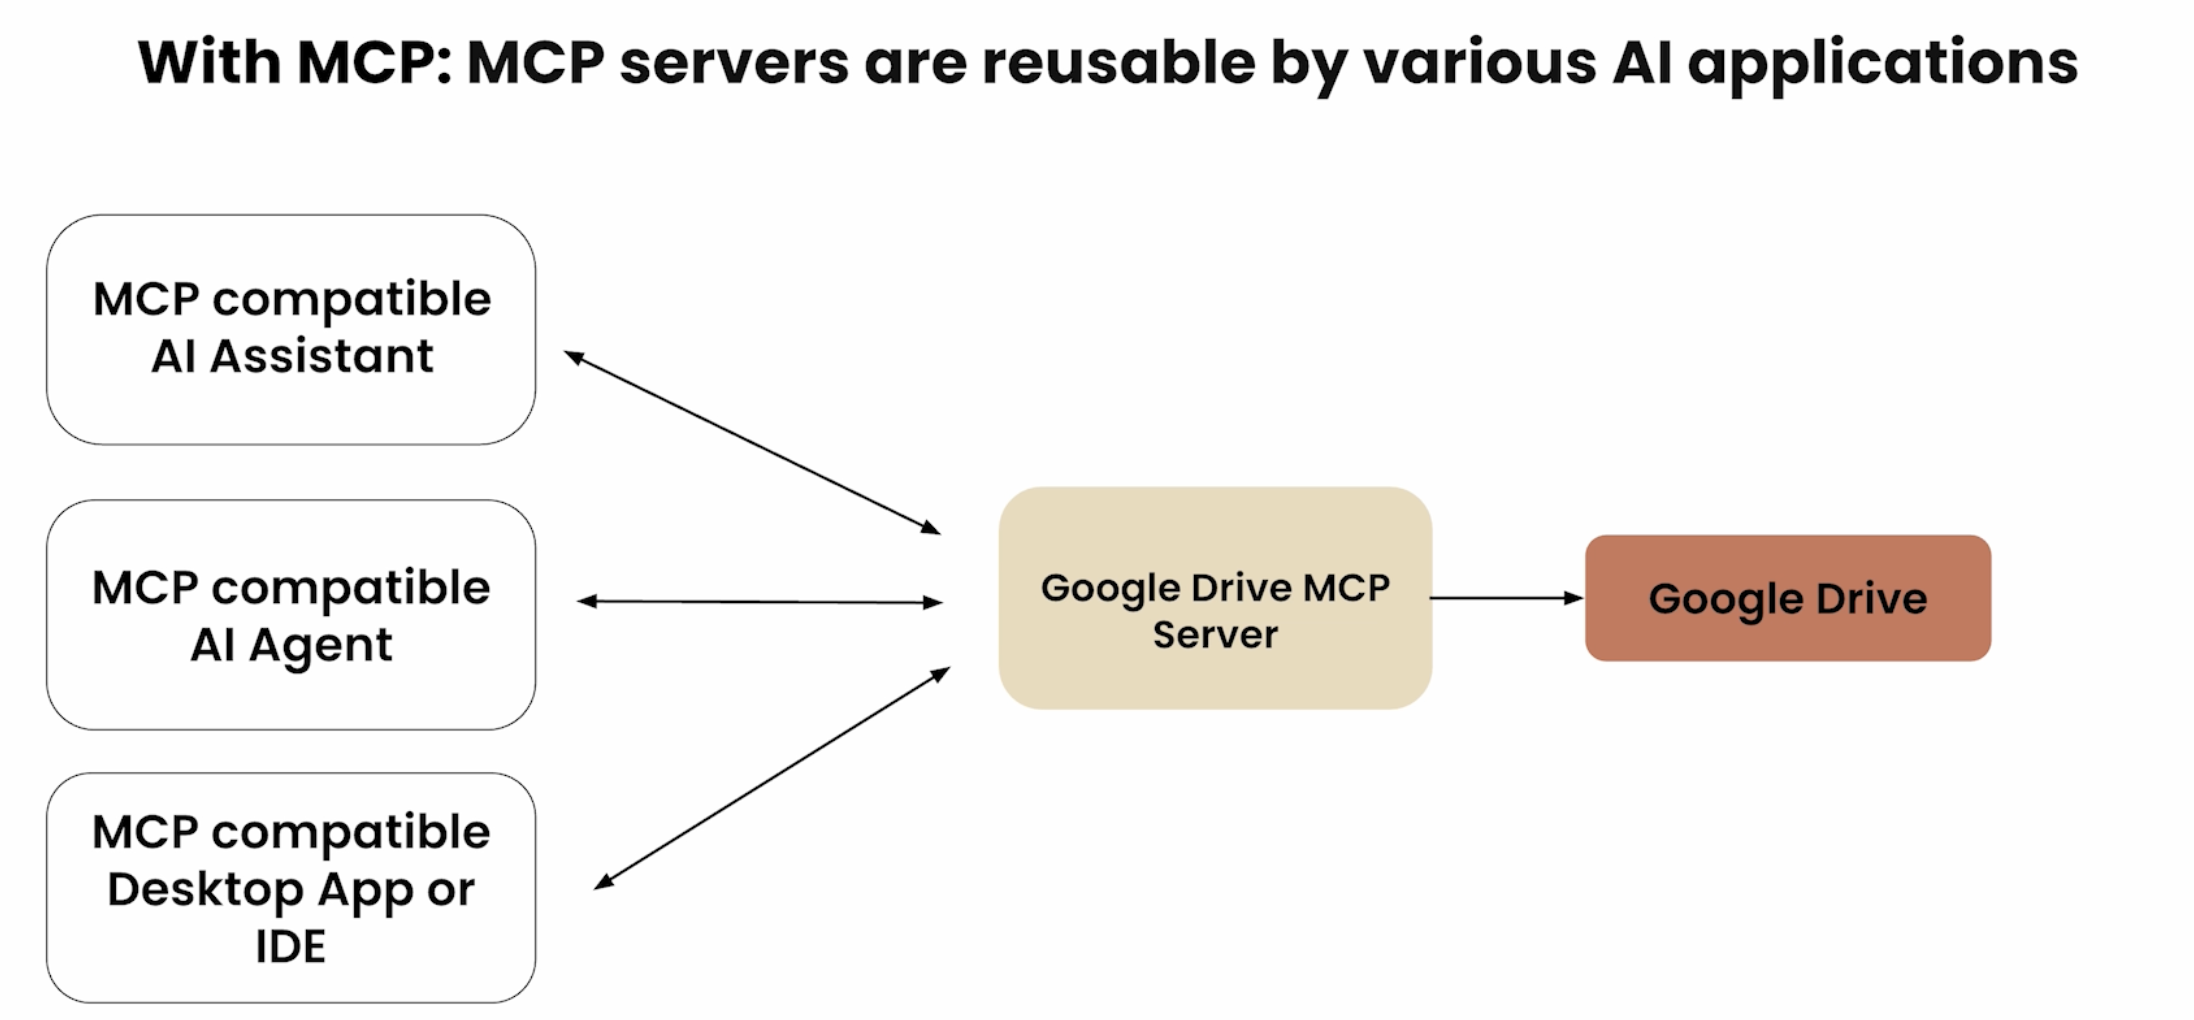 With MCP: MCP servers are reusable by various AI applications
MCP compatible
AI Assistant
MCP compatible
AI Agent
MCP compatible
Desktop App or
IDE
Google Drive MCP
Server
Google Drive